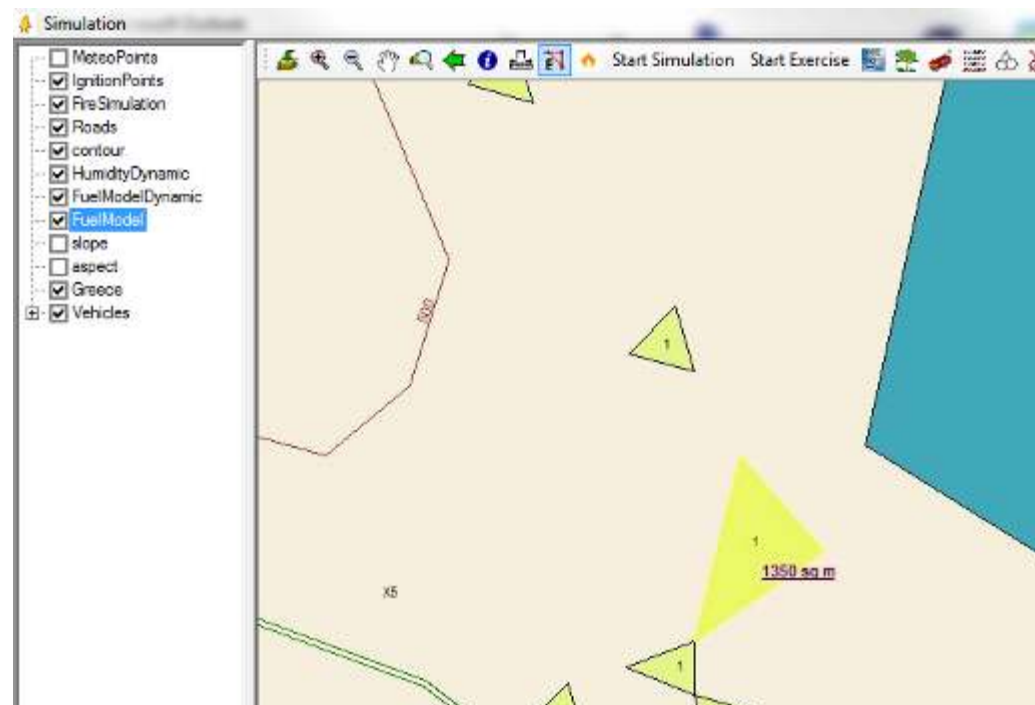 Simulation
MeteoPoints
IgnitionPoints
FireSimulation
Roads
contour
HumidityDynamic
FuelModelDynamic
FuelModel
slope
aspect
Greece
Vehicles
Start Simulation Start Exercise
1
1
1350 sq m
X5
1